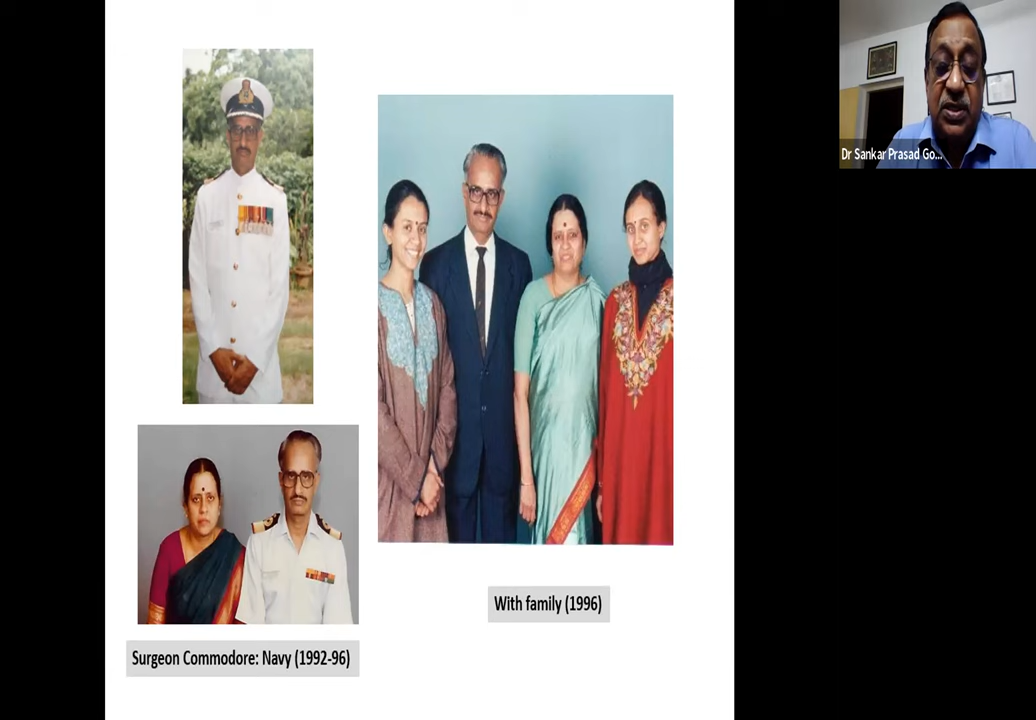 Dr Sankar Prasad Go...
With family (1996)
Surgeon Commodore: Navy (1992-96)